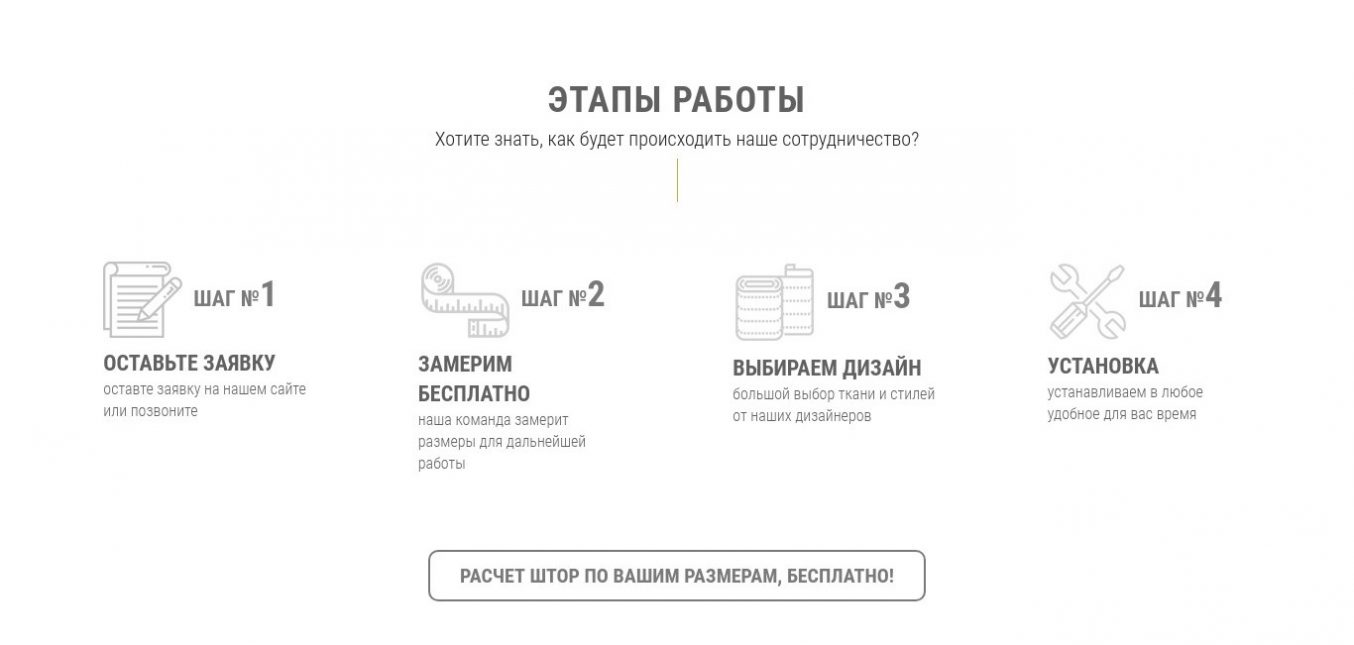 ЭТАПЫ РАБОТЫ
Хотите знать, как будет происходить наше сотрудничество?
ШАГ №1
ОСТАВЬТЕ ЗАЯВКУ
оставте заявку на нашем сайте
или позвоните
ШАГ №2
ЗАМЕРИМ
БЕСПЛАТНО
наша команда замерит
размеры для дальнейшей
работы
ШАГ №3
ВЫБИРАЕМ ДИЗАЙН
большой выбор ткани и стилей
от наших дизайнеров
ШАГ №4
УСТАНОВКА
устанавливаем в любое
удобное для вас время
РАСЧЕТ ШТОР ПО ВАШИМ РАЗМЕРАМ, БЕСПЛАТНО!